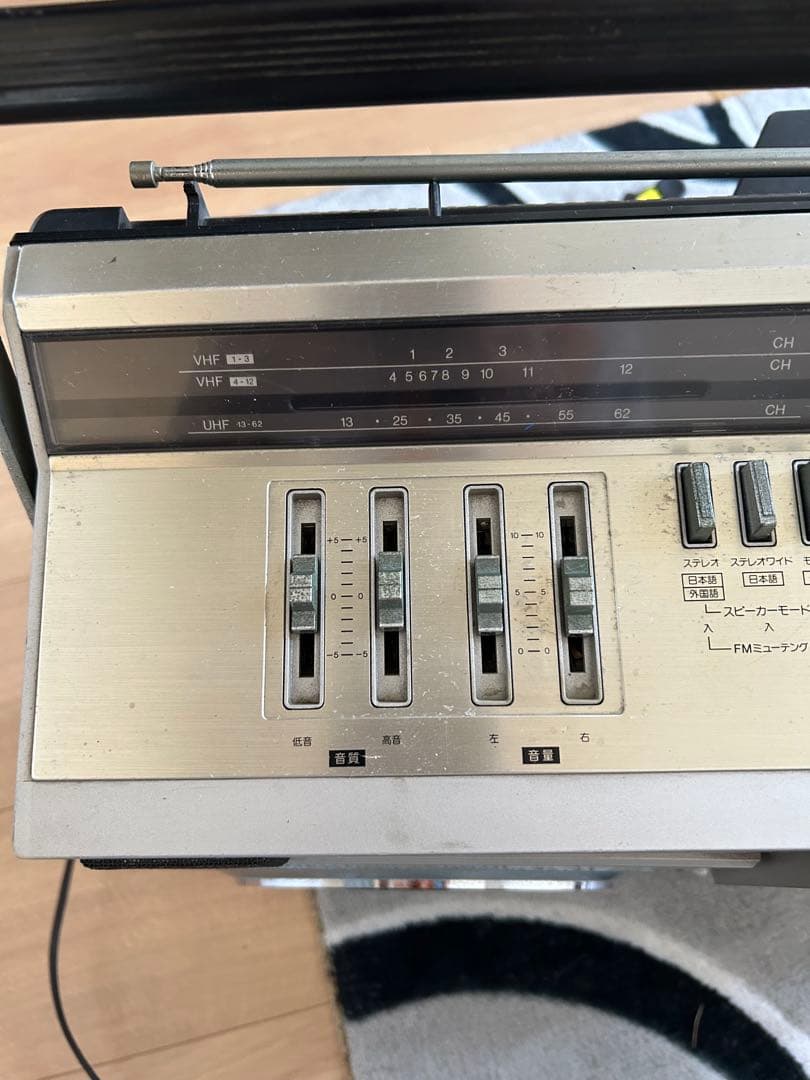 VHF 1-3 1 2 3 CH
VHF 4-12 4 5 6 7 8 9 10 11 12 CH
UHF 13-62 13 · 25 · 35 · 45 · 55 62 CH
+5 +5 10 10
0 0 5 5
-5 -5 0 0
ステレオ ステレオワイド
日本語 日本語
外国語
スピーカーモード
入 入
FMミューテング
低音 高音 左 右
音質 音量